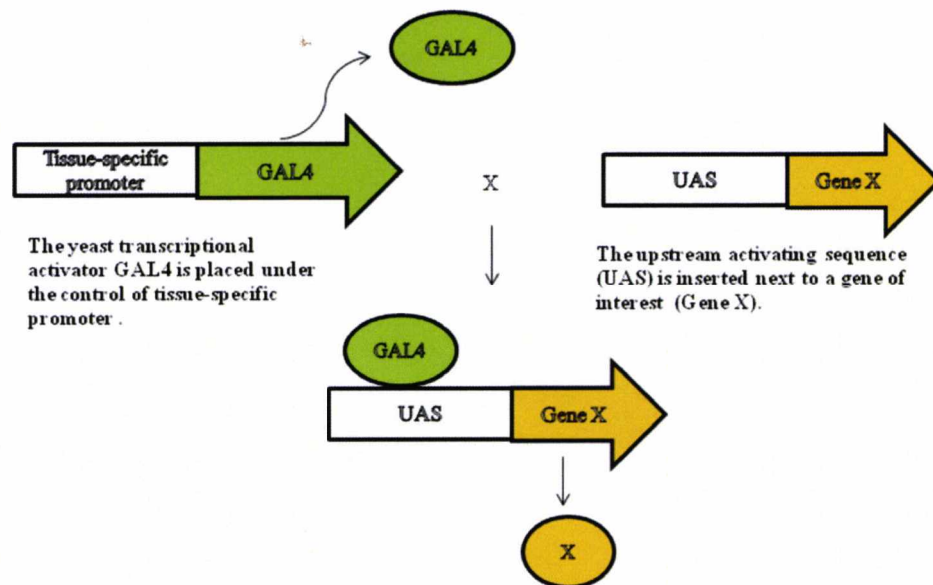 GAL4
Tissue-specific
promoter
GAL4
X
UAS
Gene X
The yeast transcriptional
activator GAL4 is placed under
the control of tissue-specific
promoter .
The upstream activating sequence
(UAS) is inserted next to a gene of
interest (Gene X).
GAL4
UAS
Gene X
X